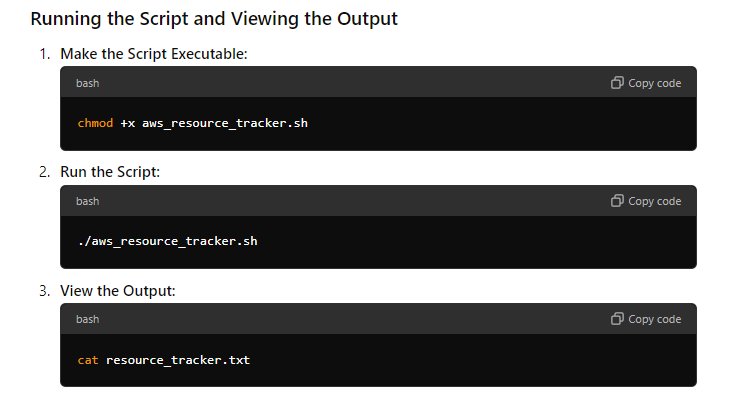 Running the Script and Viewing the Output
1. Make the Script Executable:
bash Copy code
chmod +x aws_resource_tracker.sh
2. Run the Script:
bash Copy code
./aws_resource_tracker.sh
3. View the Output:
bash Copy code
cat resource_tracker.txt